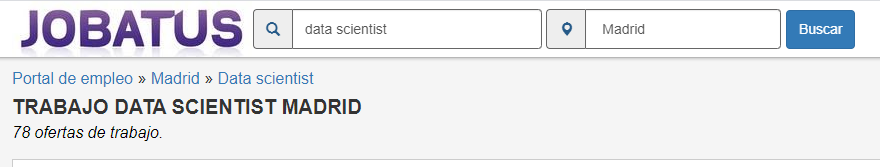 JOBATUS data scientist Madrid Buscar
Portal de empleo » Madrid » Data scientist
TRABAJO DATA SCIENTIST MADRID
78 ofertas de trabajo.